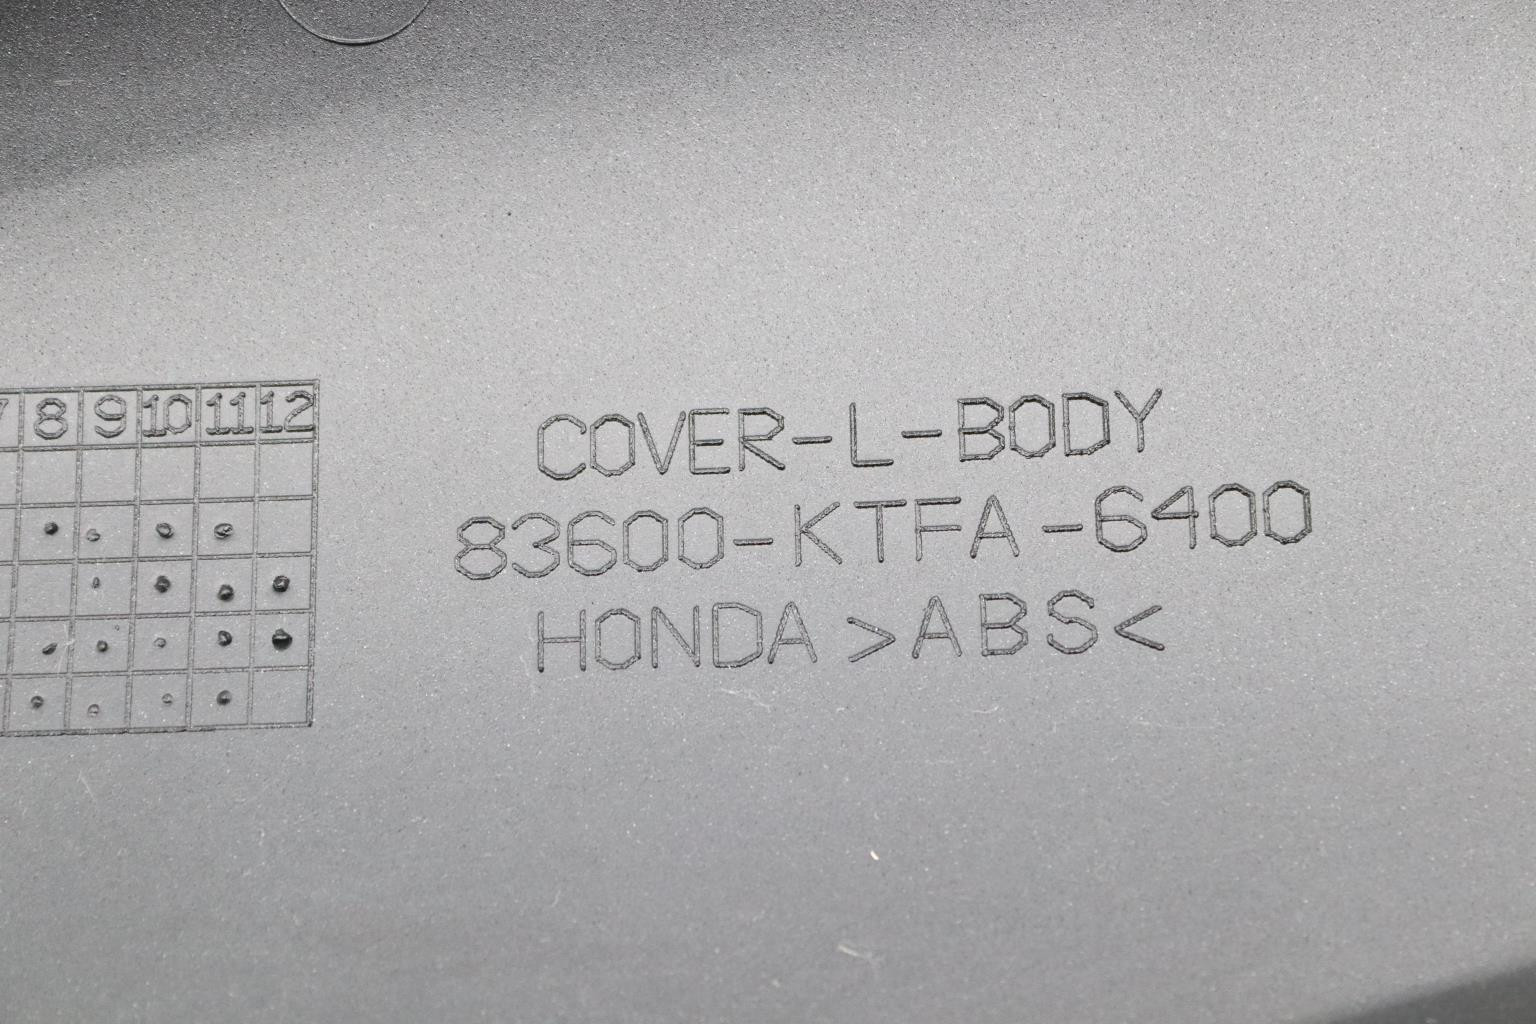 7 8 9 10 11 12
COVER-L-BODY
83600-KTFA-6400
HONDA >ABS<